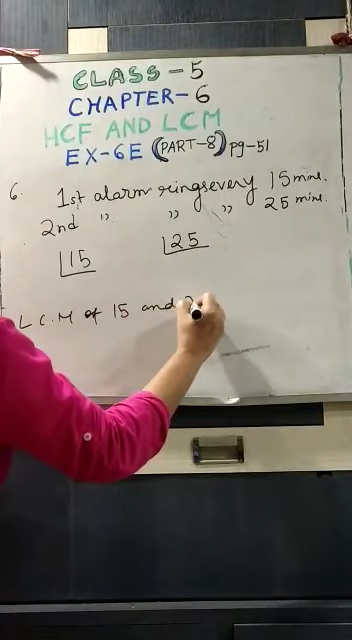 CLASS-5
CHAPTER-6
HCF AND LCM
EX-6E (PART-8) pg-51
6. 1st alarm rings every 15 mins.
2nd " " " 25 mins.
15 25
L C.M of 15 and 2